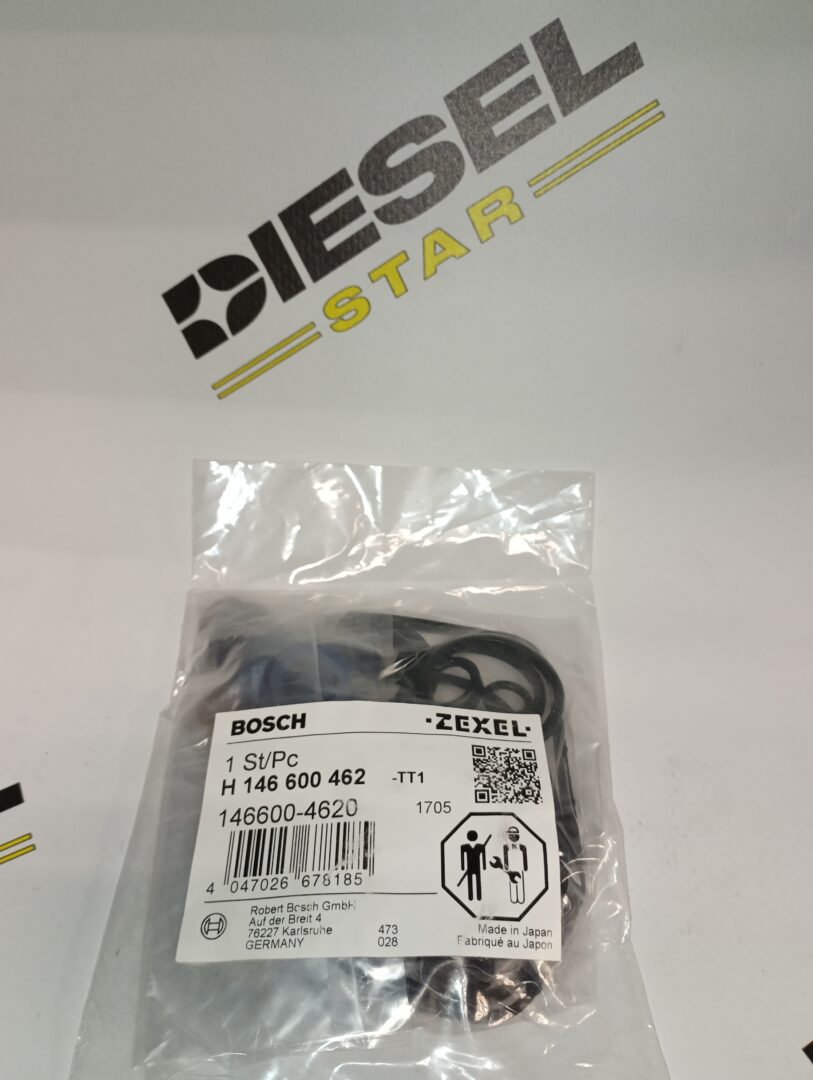 DIESEL
STAR
BOSCH
·ZEXEL·
1 St/Pc
H 146 600 462 -TT1
146600-4620
1705
4 047026 678185
Robert Bosch GmbH
Auf der Breit 4
76227 Karlsruhe
GERMANY
473
028
Made in Japan
Fabriqué au Japon